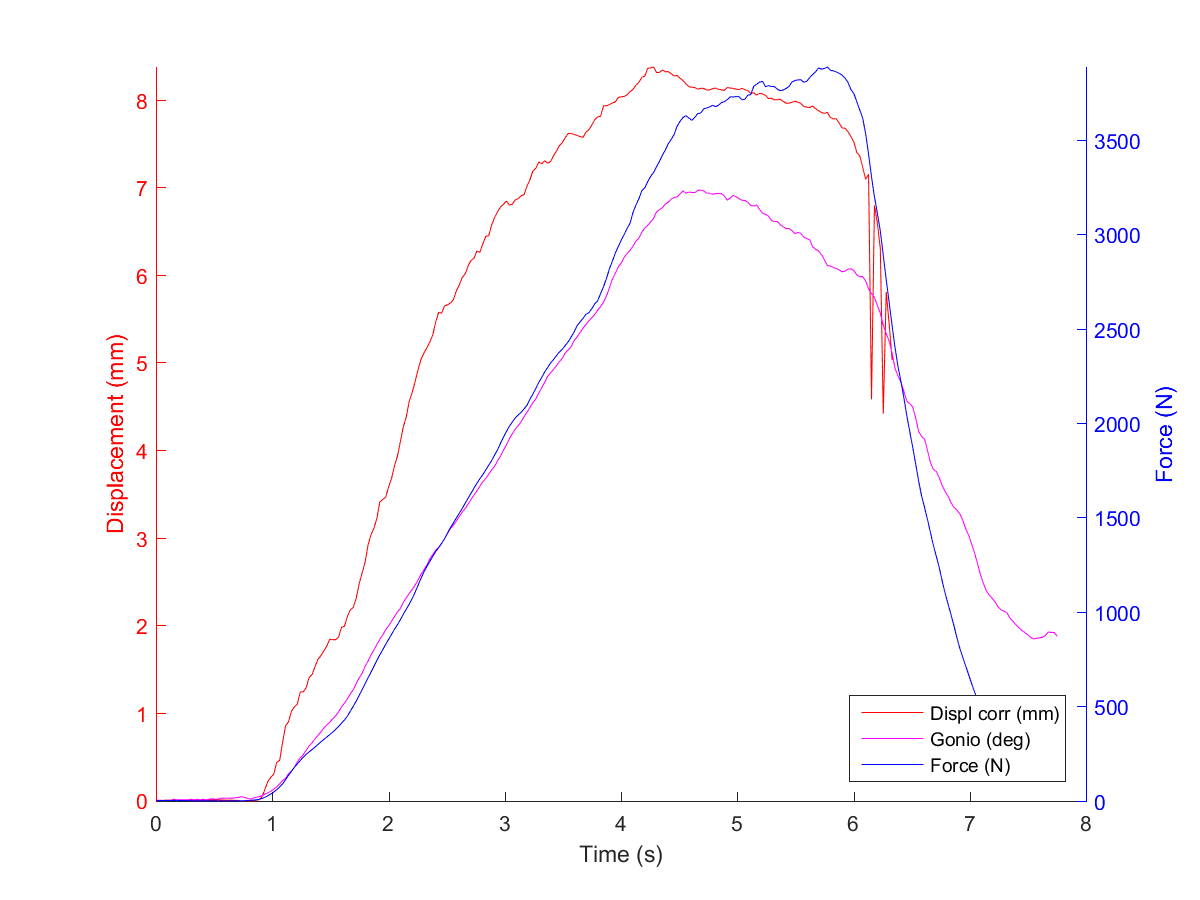 8
7
6
5
4
3
2
1
0
Displacement (mm)
3500
3000
2500
2000
1500
1000
500
0
Force (N)
Displ corr (mm)
Gonio (deg)
Force (N)
0 1 2 3 4 5 6 7 8
Time (s)